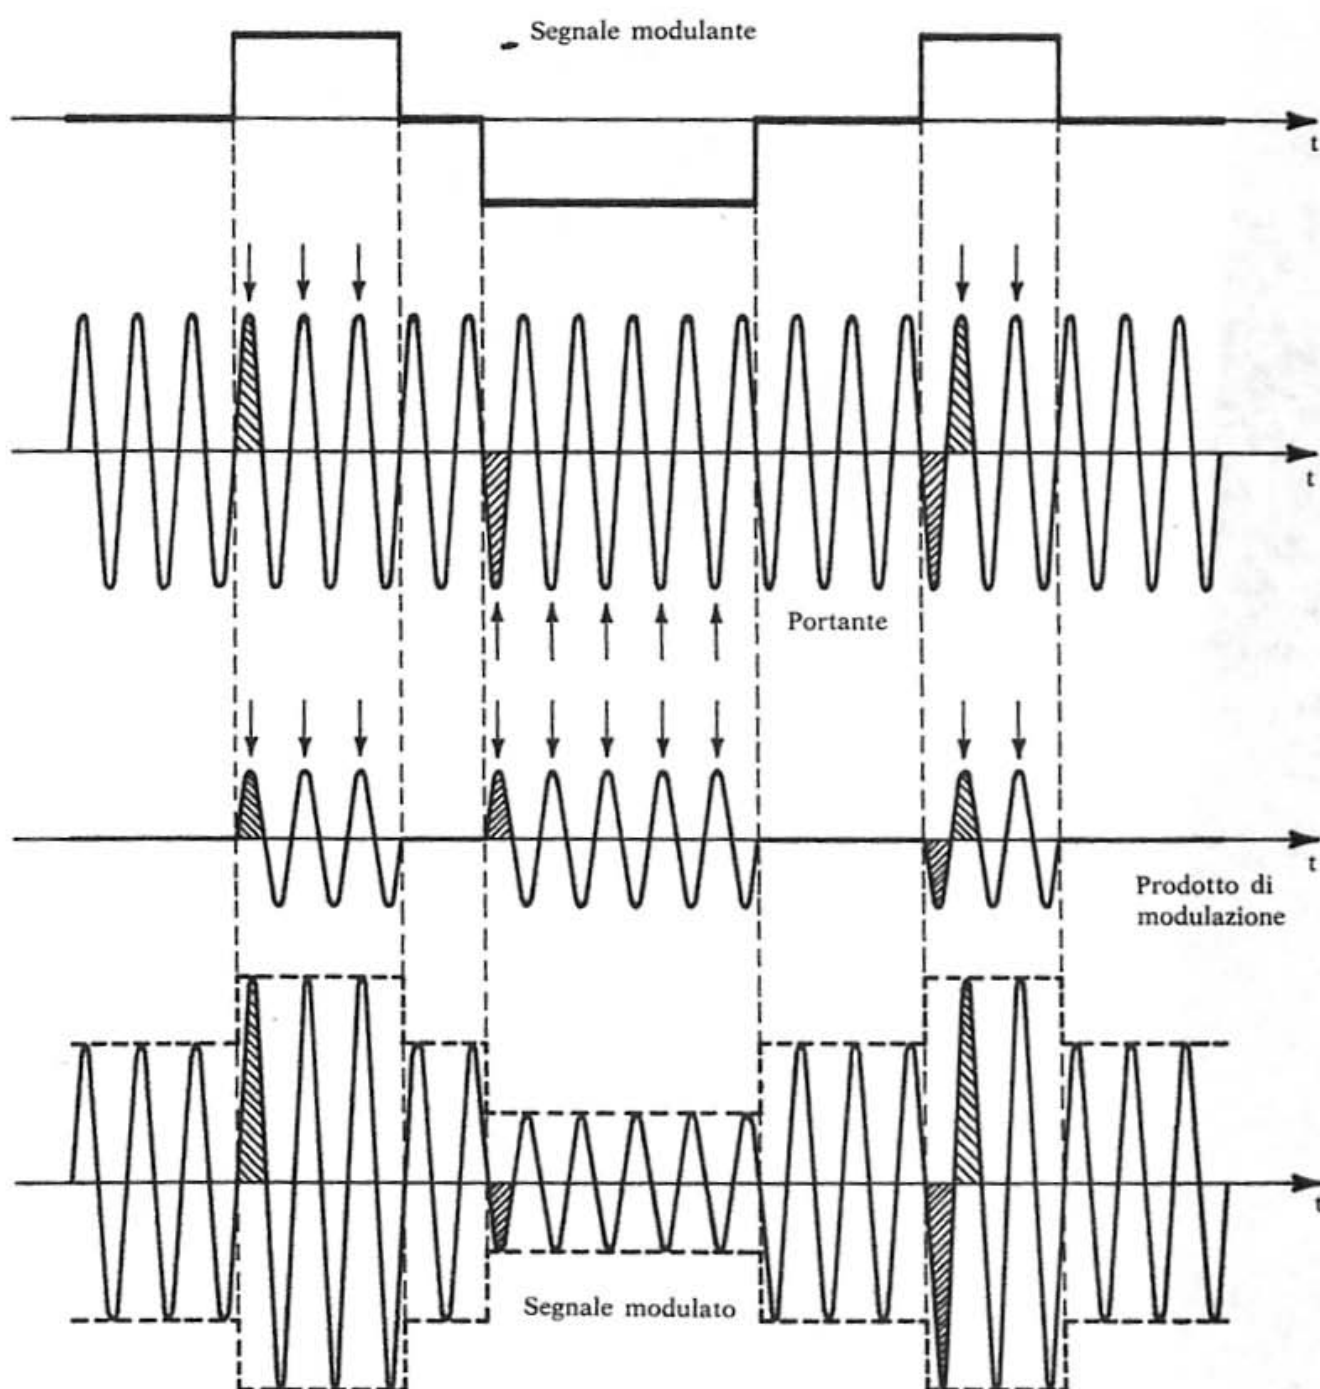 Segnale modulante
t
t
Portante
t
Prodotto di
modulazione
t
Segnale modulato